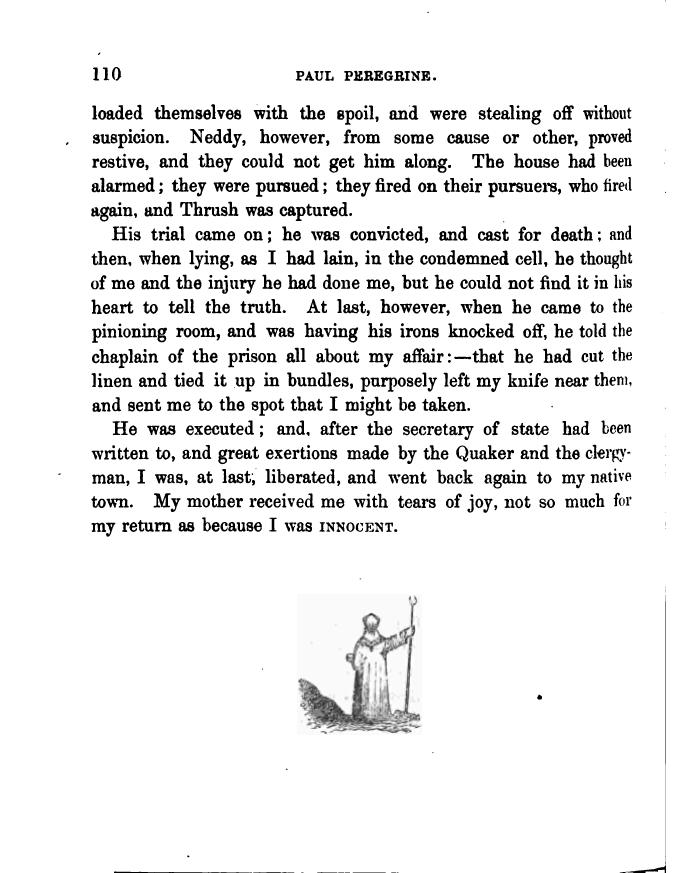 110 PAUL PEREGRINE.
loaded themselves with the spoil, and were stealing off without
suspicion. Neddy, however, from some cause or other, proved
restive, and they could not get him along. The house had been
alarmed; they were pursued; they fired on their pursuers, who fired
again, and Thrush was captured.
His trial came on; he was convicted, and cast for death; and
then, when lying, as I had lain, in the condemned cell, he thought
of me and the injury he had done me, but he could not find it in his
heart to tell the truth. At last, however, when he came to the
pinioning room, and was having his irons knocked off, he told the
chaplain of the prison all about my affair:—that he had cut the
linen and tied it up in bundles, purposely left my knife near them,
and sent me to the spot that I might be taken.
He was executed; and, after the secretary of state had been
written to, and great exertions made by the Quaker and the clergy-
man, I was, at last, liberated, and went back again to my native
town. My mother received me with tears of joy, not so much for
my return as because I was INNOCENT.